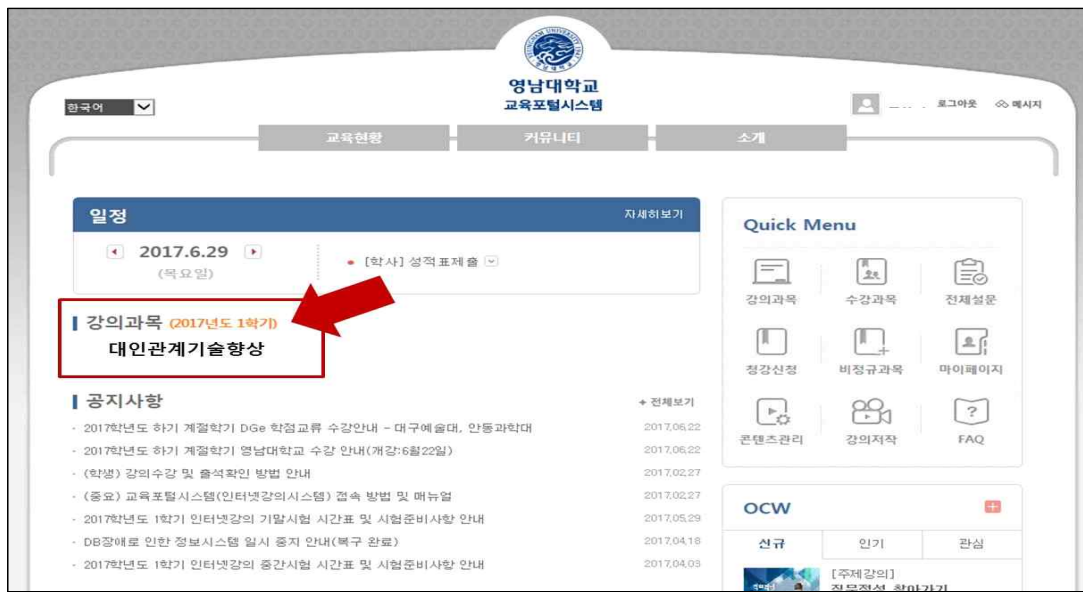 영남대학교
교육포털시스템
한국어
로그아웃
메시지
교육현황
커뮤니티
소개
일정
자세히보기
2017.6.29
(목요일)
[학사] 성적표제출
강의과목 (2017년도 1학기)
대인관계기술향상
공지사항
+ 전체보기
2017학년도 하기 계절학기 DGe 학점교류 수강안내 - 대구예술대, 안동과학대 2017,06,22
2017학년도 하기 계절학기 영남대학교 수강 안내(개강:6월22일) 2017,06,22
(학생) 강의수강 및 출석확인 방법 안내 2017,02,27
(중요) 교육포털시스템(인터넷강의시스템) 접속 방법 및 매뉴얼 2017,02,27
2017학년도 1학기 인터넷강의 기말시험 시간표 및 시험준비사항 안내 2017,05,29
DB장애로 인한 정보시스템 일시 중지 안내(복구 완료) 2017,04,18
2017학년도 1학기 인터넷강의 중간시험 시간표 및 시험준비사항 안내 2017,04,03
Quick Menu
강의과목 수강과목 전체설문
청강신청 비정규과목 마이페이지
콘텐츠관리 강의저작 FAQ
OCW
신규 인기 관심
[주제강의]